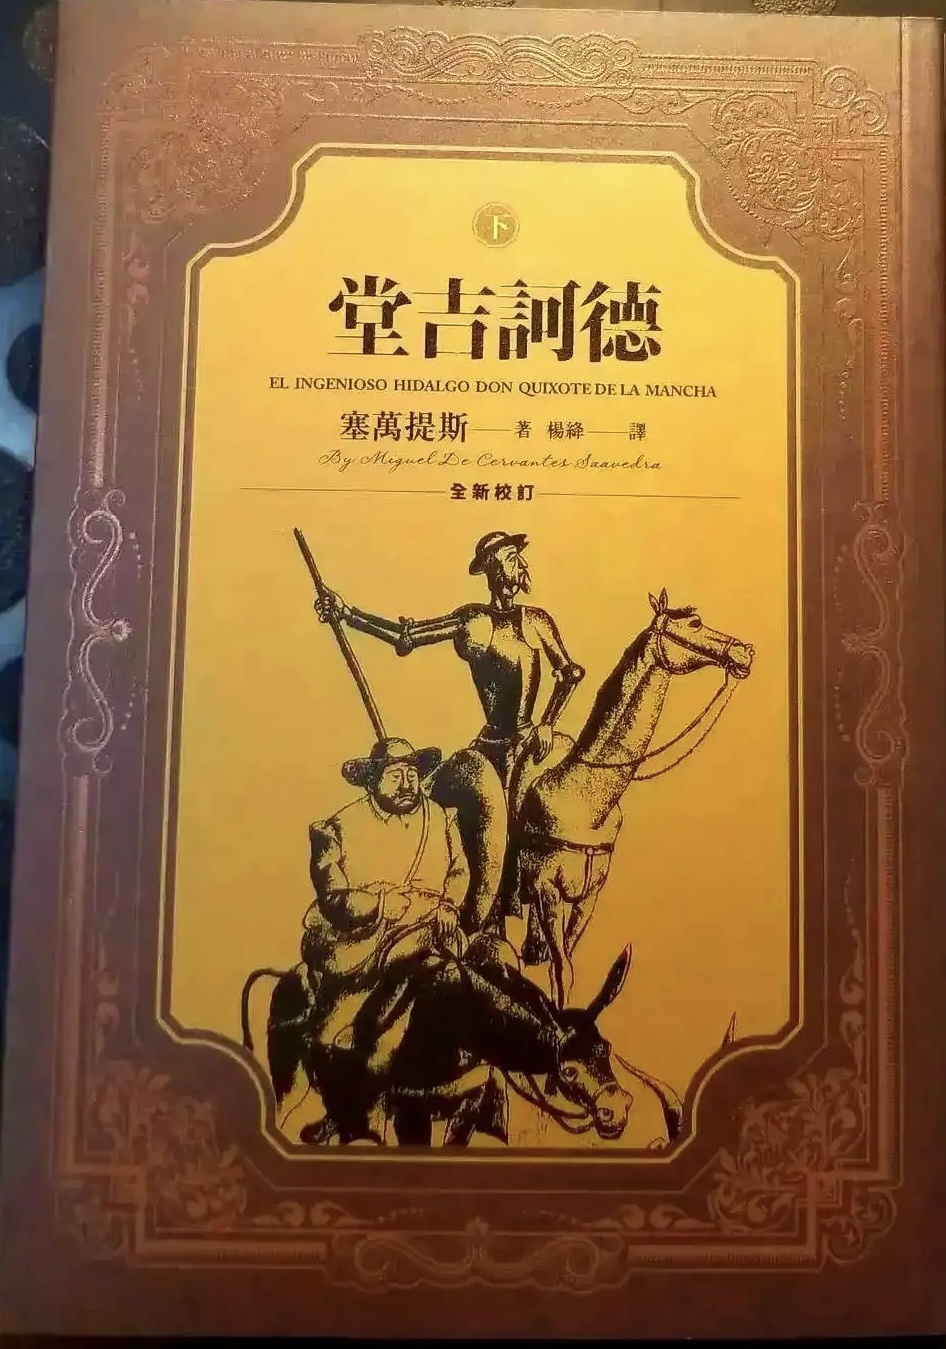 下
堂吉訶德
EL INGENIOSO HIDALGO DON QUIXOTE DE LA MANCHA
塞萬提斯——著 楊絳——譯
By Miguel De Cervantes Saavedra
全新校訂